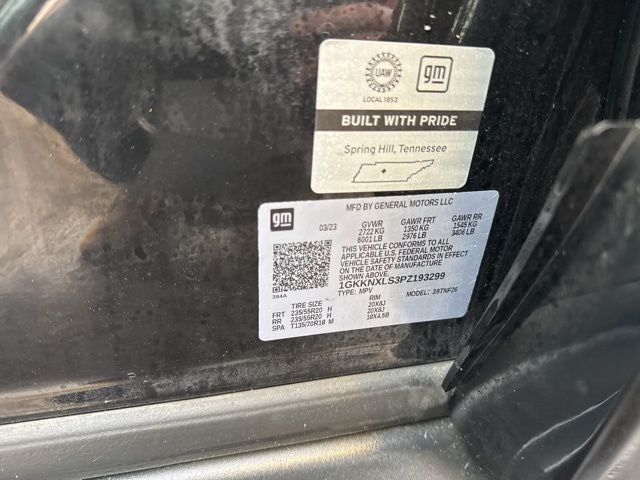 UAW gm
LOCAL 1853
BUILT WITH PRIDE
Spring Hill, Tennessee
gm MFD BY GENERAL MOTORS LLC
03/23 GVWR GAWR FRT GAWR RR
2722 KG 1350 KG 1545 KG
6001 LB 2976 LB 3406 LB
THIS VEHICLE CONFORMS TO ALL
APPLICABLE U.S. FEDERAL MOTOR
VEHICLE SAFETY STANDARDS IN EFFECT
ON THE DATE OF MANUFACTURE
SHOWN ABOVE.
1GKKNXLS3PZ193299
384A TYPE: MPV MODEL: 39TNF26
TIRE SIZE RIM
FRT 235/55R20 H 20X8J
RR 235/55R20 H 20X8J
SPA T135/70R18 M 18X4.5B